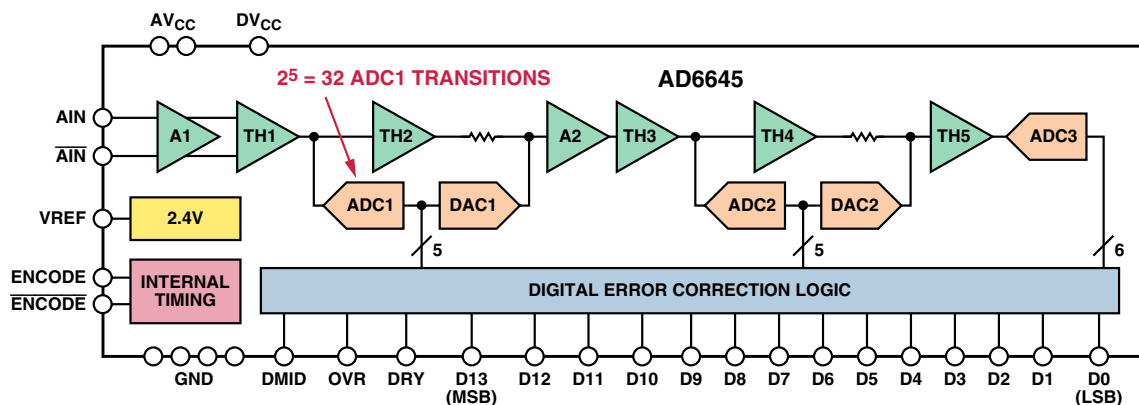 AVCC DVCC
2⁵ = 32 ADC1 TRANSITIONS
AD6645
AIN
A1 TH1 TH2 A2 TH3 TH4 TH5 ADC3
A̅I̅N̅
ADC1 DAC1 ADC2 DAC2
VREF 2.4V
5 5 6
ENCODE
INTERNAL
TIMING
E̅N̅C̅O̅D̅E̅
DIGITAL ERROR CORRECTION LOGIC
GND DMID OVR DRY D13 D12 D11 D10 D9 D8 D7 D6 D5 D4 D3 D2 D1 D0
(MSB) (LSB)